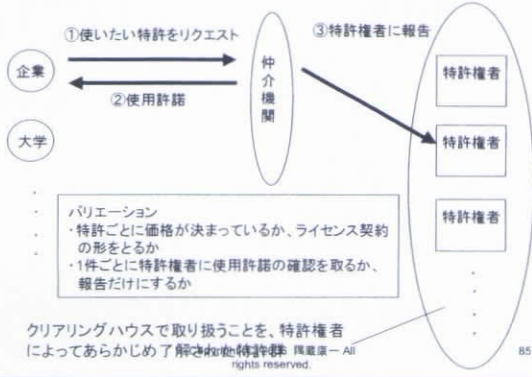 ①使いたい特許をリクエスト
③特許権者に報告
企業
仲介機関
特許権者
②使用許諾
大学
特許権者
バリエーション
・特許ごとに価格が決まっているか、ライセンス契約
の形をとるか
・1件ごとに特許権者に使用許諾の確認を取るか、
報告だけにするか
特許権者
クリアリングハウスで取り扱うことを、特許権者
によってあらかじめ了解された特許群
隅蔵康一 All
rights reserved.
85